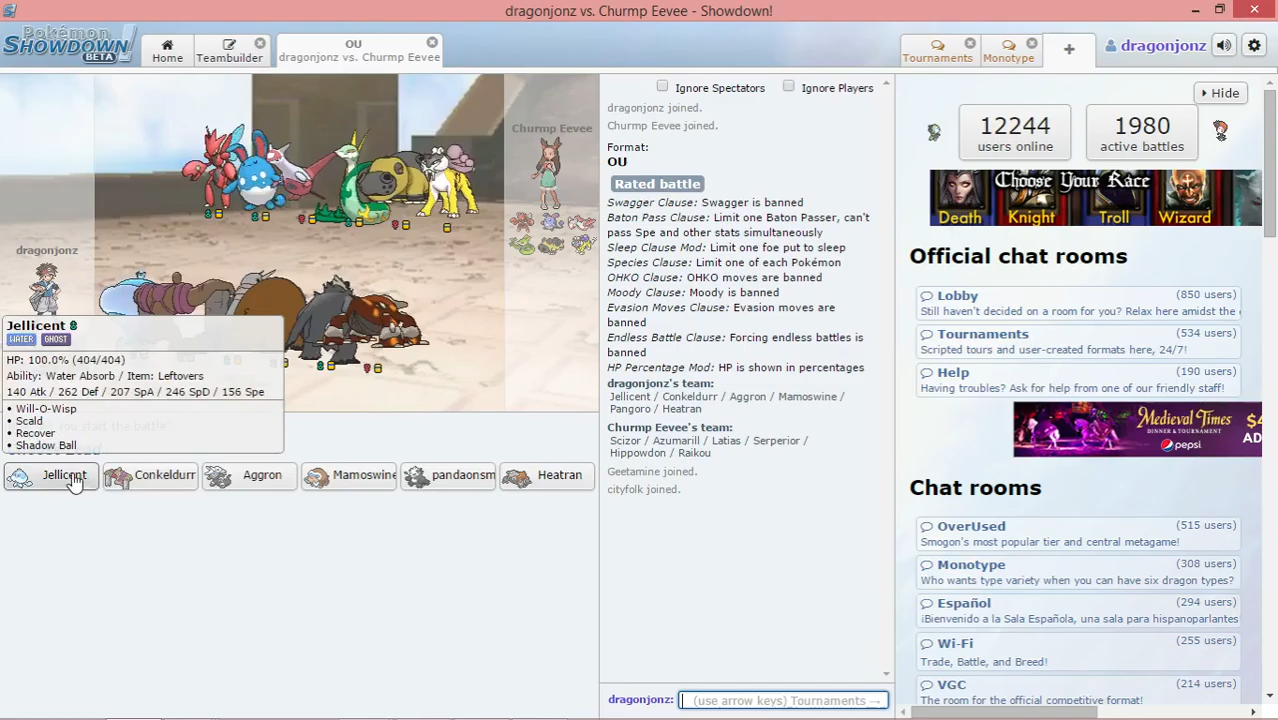 dragonjonz vs. Churmp Eevee - Showdown!
Pokémon
SHOWDOWN!
BETA
Home
Teambuilder
OU
dragonjonz vs. Churmp Eevee
Tournaments
Monotype
+
dragonjonz
Churmp Eevee
dragonjonz
Jellicent
WATER GHOST
HP: 100.0% (404/404)
Ability: Water Absorb / Item: Leftovers
140 Atk / 262 Def / 207 SpA / 246 SpD / 156 Spe
• Will-O-Wisp
• Scald
• Recover
• Shadow Ball
you start the battle
Jellicent
Conkeldurr
Aggron
Mamoswine
pandaonsm
Heatran
Ignore Spectators
Ignore Players
dragonjonz joined.
Churmp Eevee joined.
Format:
OU
Rated battle
Swagger Clause: Swagger is banned
Baton Pass Clause: Limit one Baton Passer, can't
pass Spe and other stats simultaneously
Sleep Clause Mod: Limit one foe put to sleep
Species Clause: Limit one of each Pokémon
OHKO Clause: OHKO moves are banned
Moody Clause: Moody is banned
Evasion Moves Clause: Evasion moves are
banned
Endless Battle Clause: Forcing endless battles is
banned
HP Percentage Mod: HP is shown in percentages
dragonjonz's team:
Jellicent / Conkeldurr / Aggron / Mamoswine /
Pangoro / Heatran
Churmp Eevee's team:
Scizor / Azumarill / Latias / Serperior /
Hippowdon / Raikou
Geetamine joined.
cityfolk joined.
dragonjonz: (use arrow keys) Tournaments →
Hide
12244
users online
1980
active battles
Choose Your Race
Death
Knight
Troll
Wizard
Official chat rooms
Lobby (850 users)
Still haven't decided on a room for you? Relax here amidst the c
Tournaments (534 users)
Scripted tours and user-created formats here, 24/7!
Help (190 users)
Having troubles? Ask for help from one of our friendly staff!
Medieval Times
DINNER & TOURNAMENT
pepsi
$4
AD
Chat rooms
OverUsed (515 users)
Smogon's most popular tier and central metagame!
Monotype (308 users)
Who wants type variety when you can have six dragon types?
Español (294 users)
¡Bienvenido a la Sala Española, una sala para hispanoparlantes
Wi-Fi (255 users)
Trade, Battle, and Breed!
VGC (214 users)
The room for the official competitive format!